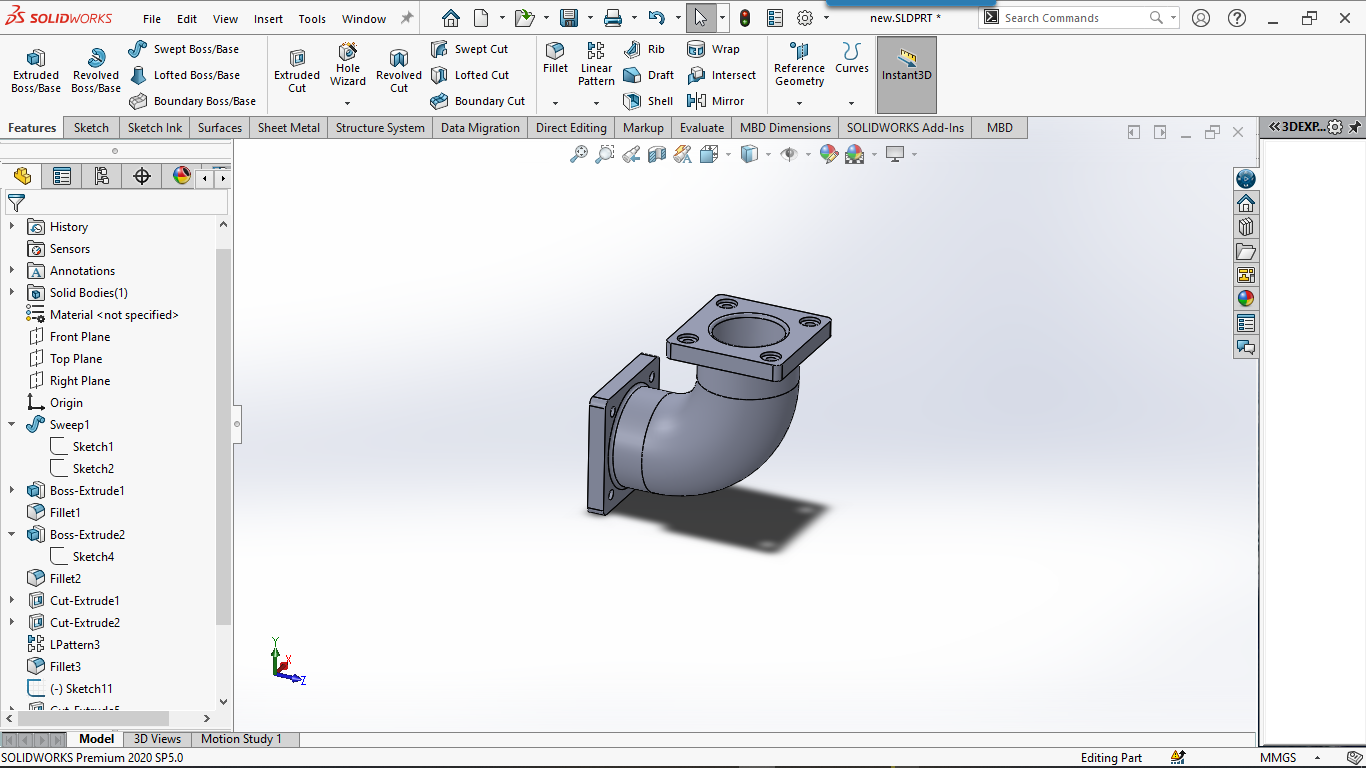 SOLIDWORKS File Edit View Insert Tools Window new.SLDPRT * Search Commands
Extruded Boss/Base
Revolved Boss/Base
Swept Boss/Base
Lofted Boss/Base
Boundary Boss/Base
Extruded Cut
Hole Wizard
Revolved Cut
Swept Cut
Lofted Cut
Boundary Cut
Fillet
Linear Pattern
Rib
Draft
Shell
Wrap
Intersect
Mirror
Reference Geometry
Curves
Instant3D
Features Sketch Sketch Ink Surfaces Sheet Metal Structure System Data Migration Direct Editing Markup Evaluate MBD Dimensions SOLIDWORKS Add-Ins MBD
3DEXP...
History
Sensors
Annotations
Solid Bodies(1)
Material <not specified>
Front Plane
Top Plane
Right Plane
Origin
Sweep1
Sketch1
Sketch2
Boss-Extrude1
Fillet1
Boss-Extrude2
Sketch4
Fillet2
Cut-Extrude1
Cut-Extrude2
LPattern3
Fillet3
(-) Sketch11
Y
X
Z
Model 3D Views Motion Study 1
SOLIDWORKS Premium 2020 SP5.0 Editing Part MMGS